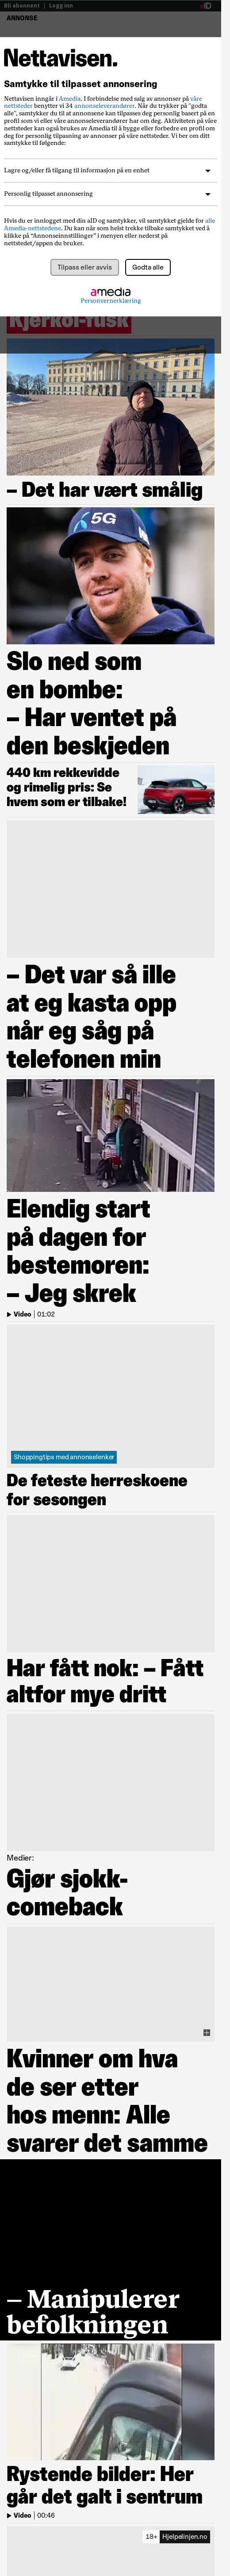 Bli abonnent | Logg inn
aID
ANNONSE
Nettavisen.
Samtykke til tilpasset annonsering
Nettavisen inngår i Amedia. I forbindelse med salg av annonser på våre
nettsteder benytter vi 34 annonseleverandører. Når du trykker på "godta
alle", samtykker du til at annonsene kan tilpasses deg personlig basert på en
profil som vi eller våre annonseleverandører har om deg. Aktiviteten på våre
nettsteder kan også brukes av Amedia til å bygge eller forbedre en profil om
deg for personlig tilpasning av annonser på våre nettsteder. Vi ber om ditt
samtykke til følgende:
Lagre og/eller få tilgang til informasjon på en enhet
Personlig tilpasset annonsering
Hvis du er innlogget med din aID og samtykker, vil samtykket gjelde for alle
Amedia-nettstedene. Du kan når som helst trekke tilbake samtykket ved å
klikke på “Annonseinnstillinger” i menyen eller nederst på
nettstedet/appen du bruker.
Tilpass eller avvis
Godta alle
amedia
Personvernerklæring
Kjerkol-fusk
– Det har vært smålig
5G
Slo ned som
en bombe:
– Har ventet på
den beskjeden
440 km rekkevidde
og rimelig pris: Se
hvem som er tilbake!
– Det var så ille
at eg kasta opp
når eg såg på
telefonen min
Elendig start
på dagen for
bestemoren:
– Jeg skrek
Video | 01:02
Shoppingtips med annonselenker
De feteste herreskoene
for sesongen
Har fått nok: – Fått
altfor mye dritt
Medier:
Gjør sjokk-
comeback
Kvinner om hva
de ser etter
hos menn: Alle
svarer det samme
– Manipulerer
befolkningen
Rystende bilder: Her
går det galt i sentrum
Video | 00:46
18+ Hjelpelinjen.no